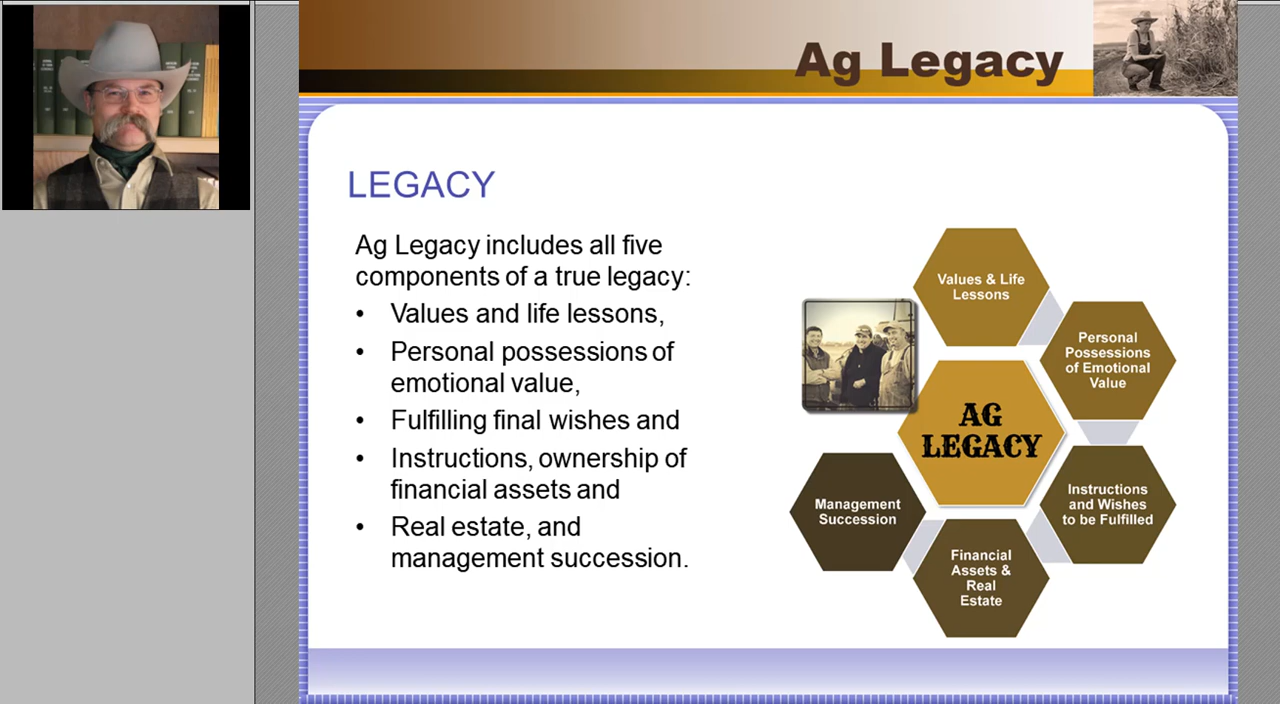 Ag Legacy
LEGACY
Ag Legacy includes all five
components of a true legacy:
• Values and life lessons,
• Personal possessions of
emotional value,
• Fulfilling final wishes and
• Instructions, ownership of
financial assets and
• Real estate, and
management succession.
Values & Life
Lessons
Personal
Possessions
of Emotional
Value
AG
LEGACY
Instructions
and Wishes
to be Fulfilled
Management
Succession
Financial
Assets &
Real
Estate